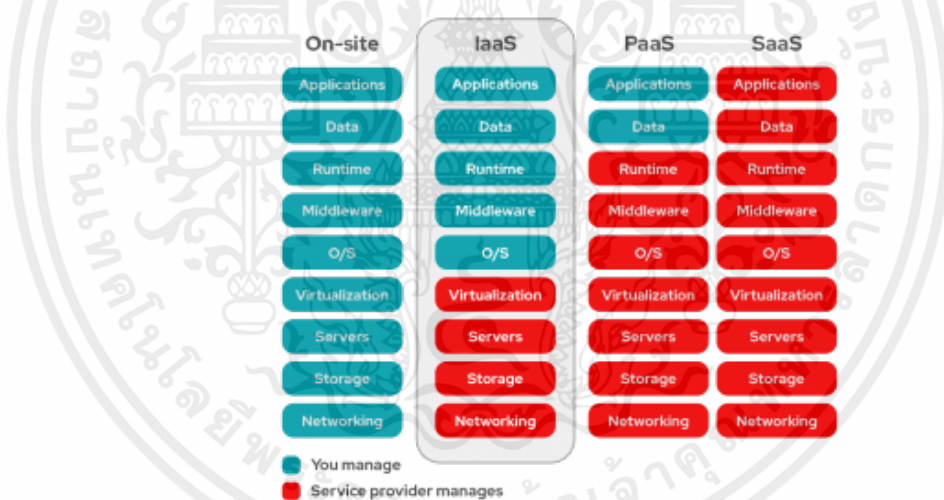 On-site IaaS PaaS SaaS
Applications Applications Applications Applications
Data Data Data Data
Runtime Runtime Runtime Runtime
Middleware Middleware Middleware Middleware
O/S O/S O/S O/S
Virtualization Virtualization Virtualization Virtualization
Servers Servers Servers Servers
Storage Storage Storage Storage
Networking Networking Networking Networking
You manage
Service provider manages